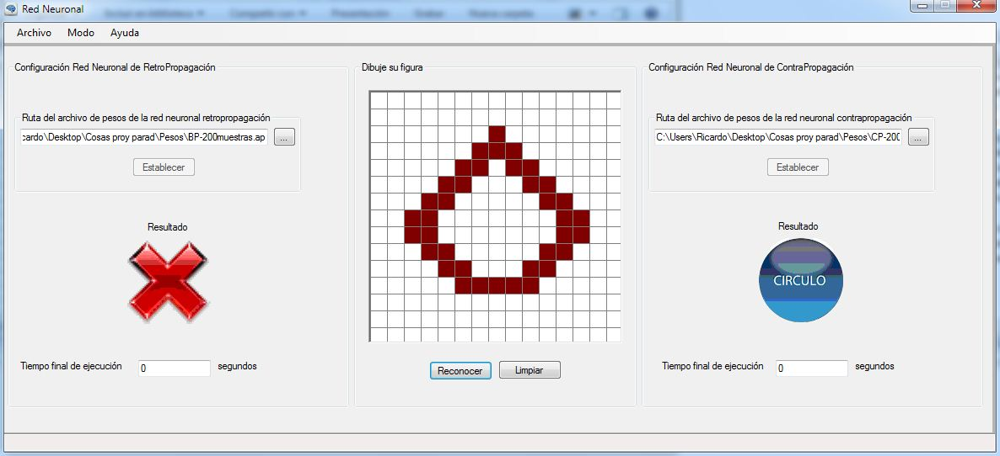 Red Neuronal
Archivo Modo Ayuda
Configuración Red Neuronal de RetroPropagación
Ruta del archivo de pesos de la red neuronal retropropagación
cardo\Desktop\Cosas proy parad\Pesos\BP-200muestras.ap
...
Establecer
Resultado
Tiempo final de ejecución 0 segundos
Dibuje su figura
Reconocer Limpiar
Configuración Red Neuronal de ContraPropagación
Ruta del archivo de pesos de la red neuronal contrapropagación
C:\Users\Ricardo\Desktop\Cosas proy parad\Pesos\CP-200
...
Establecer
Resultado
CIRCULO
Tiempo final de ejecución 0 segundos